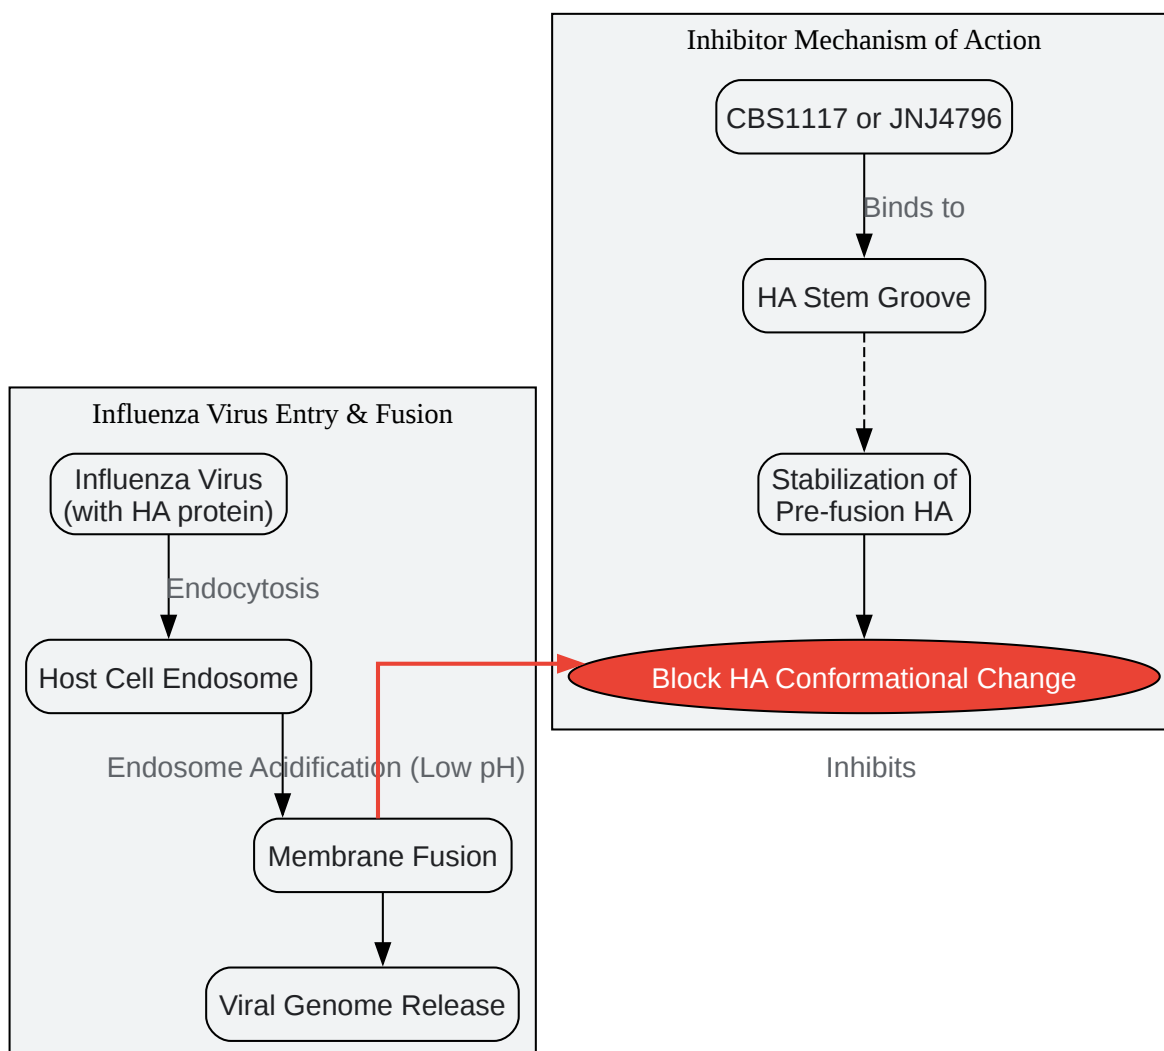 Inhibitor Mechanism of Action
CBS1117 or JNJ4796
Binds to
HA Stem Groove
Stabilization of
Pre-fusion HA
Block HA Conformational Change
Inhibits
Influenza Virus Entry & Fusion
Influenza Virus
(with HA protein)
Endocytosis
Host Cell Endosome
Endosome Acidification (Low pH)
Membrane Fusion
Viral Genome Release